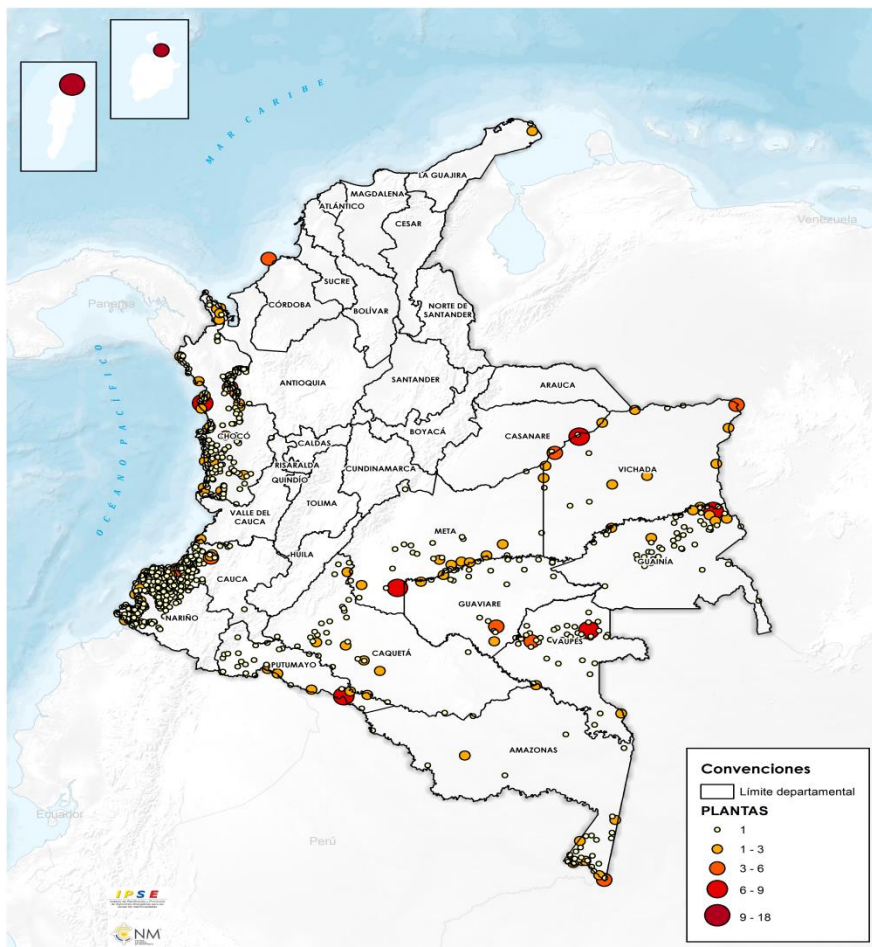 MAR CARIBE
LA GUAJIRA
MAGDALENA
ATLÁNTICO
CESAR
Venezuela
SUCRE
Panamá
CÓRDOBA
BOLÍVAR
NORTE DE
SANTANDER
OCÉANO PACÍFICO
ANTIOQUIA
SANTANDER
ARAUCA
BOYACÁ
CASANARE
CHOCÓ
CALDAS
RISARALDA
CUNDINAMARCA
VICHADA
QUINDÍO
TOLIMA
VALLE DEL
CAUCA
META
HUILA
GUAINÍA
CAUCA
GUAVIARE
NARIÑO
VAUPÉS
CAQUETÁ
PUTUMAYO
AMAZONAS
Ecuador
Perú
Convenciones
Límite departamental
PLANTAS
1
1 - 3
3 - 6
6 - 9
9 - 18
IPSE
CNM